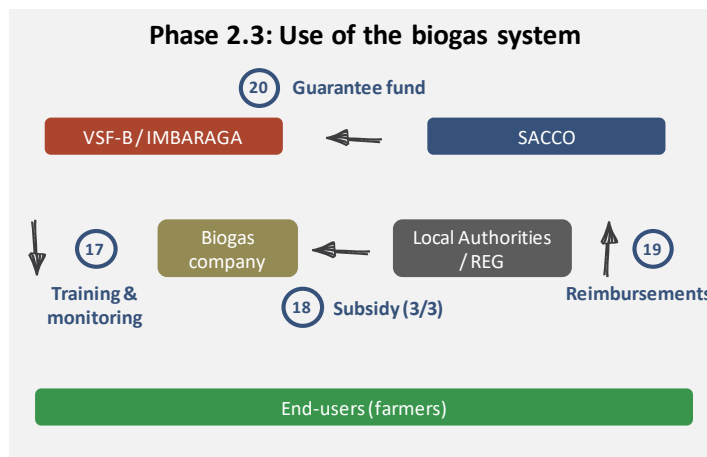 Phase 2.3: Use of the biogas system
20 Guarantee fund
VSF-B / IMBARAGA
SACCO
17
Training &
monitoring
Biogas
company
Local Authorities
/ REG
19
Reimbursements
18 Subsidy (3/3)
End-users (farmers)